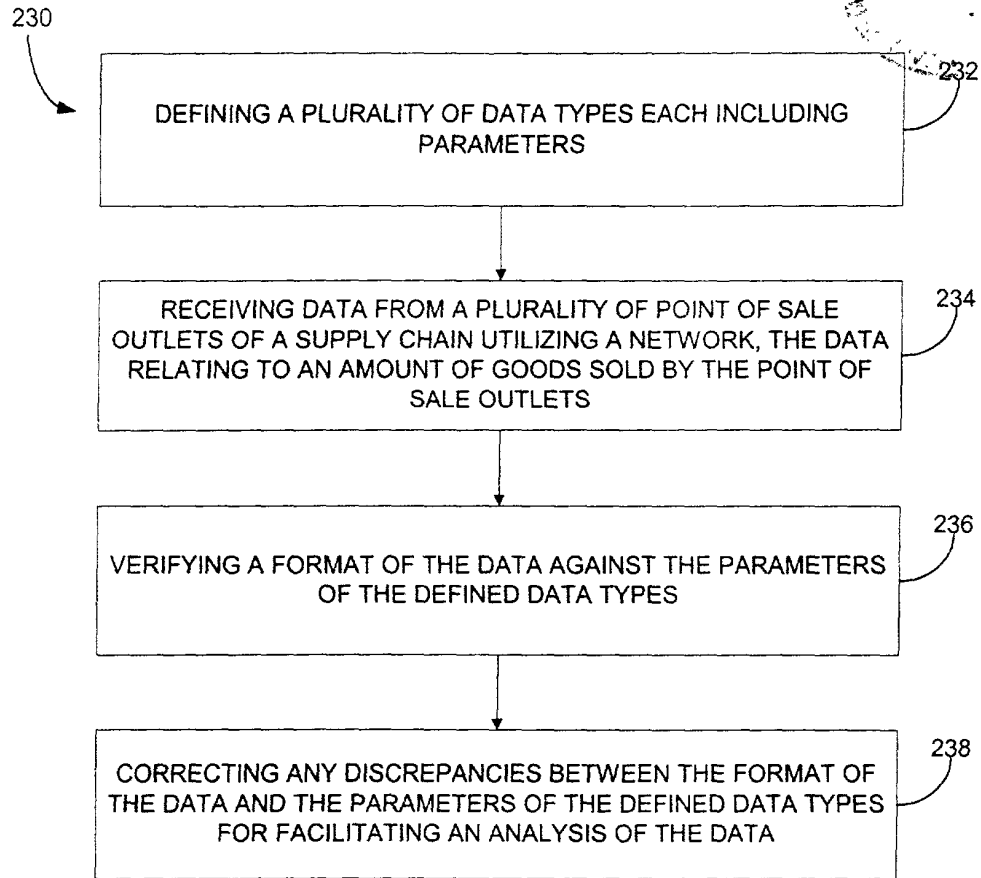 230
232
DEFINING A PLURALITY OF DATA TYPES EACH INCLUDING
PARAMETERS
234
RECEIVING DATA FROM A PLURALITY OF POINT OF SALE
OUTLETS OF A SUPPLY CHAIN UTILIZING A NETWORK, THE DATA
RELATING TO AN AMOUNT OF GOODS SOLD BY THE POINT OF
SALE OUTLETS
236
VERIFYING A FORMAT OF THE DATA AGAINST THE PARAMETERS
OF THE DEFINED DATA TYPES
238
CORRECTING ANY DISCREPANCIES BETWEEN THE FORMAT OF
THE DATA AND THE PARAMETERS OF THE DEFINED DATA TYPES
FOR FACILITATING AN ANALYSIS OF THE DATA